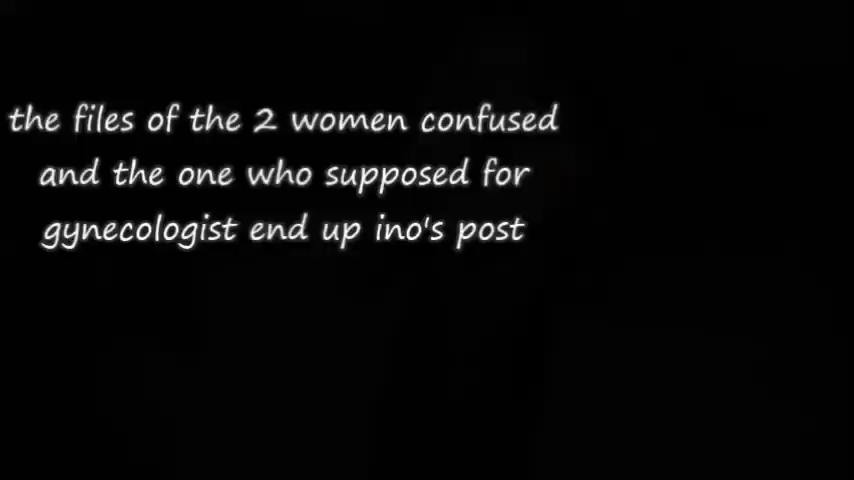 the files of the 2 women confused
and the one who supposed for
gynecologist end up ino's post